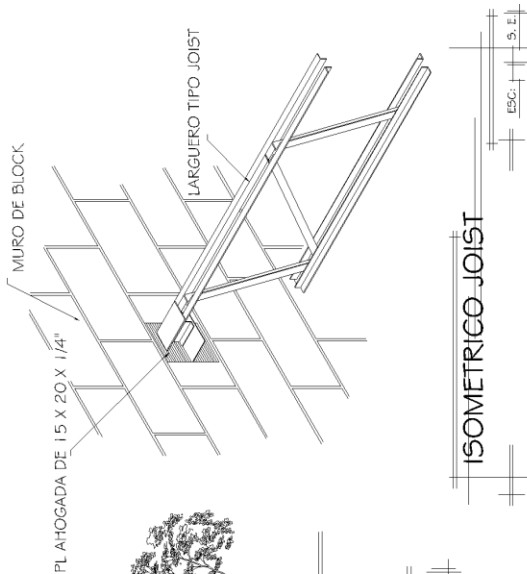 MURO DE BLOCK
PL AHOGADA DE 15 X 20 X 1/4"
LARGUERO TIPO JOIST
ISOMETRICO JOIST
ESC: S. E.